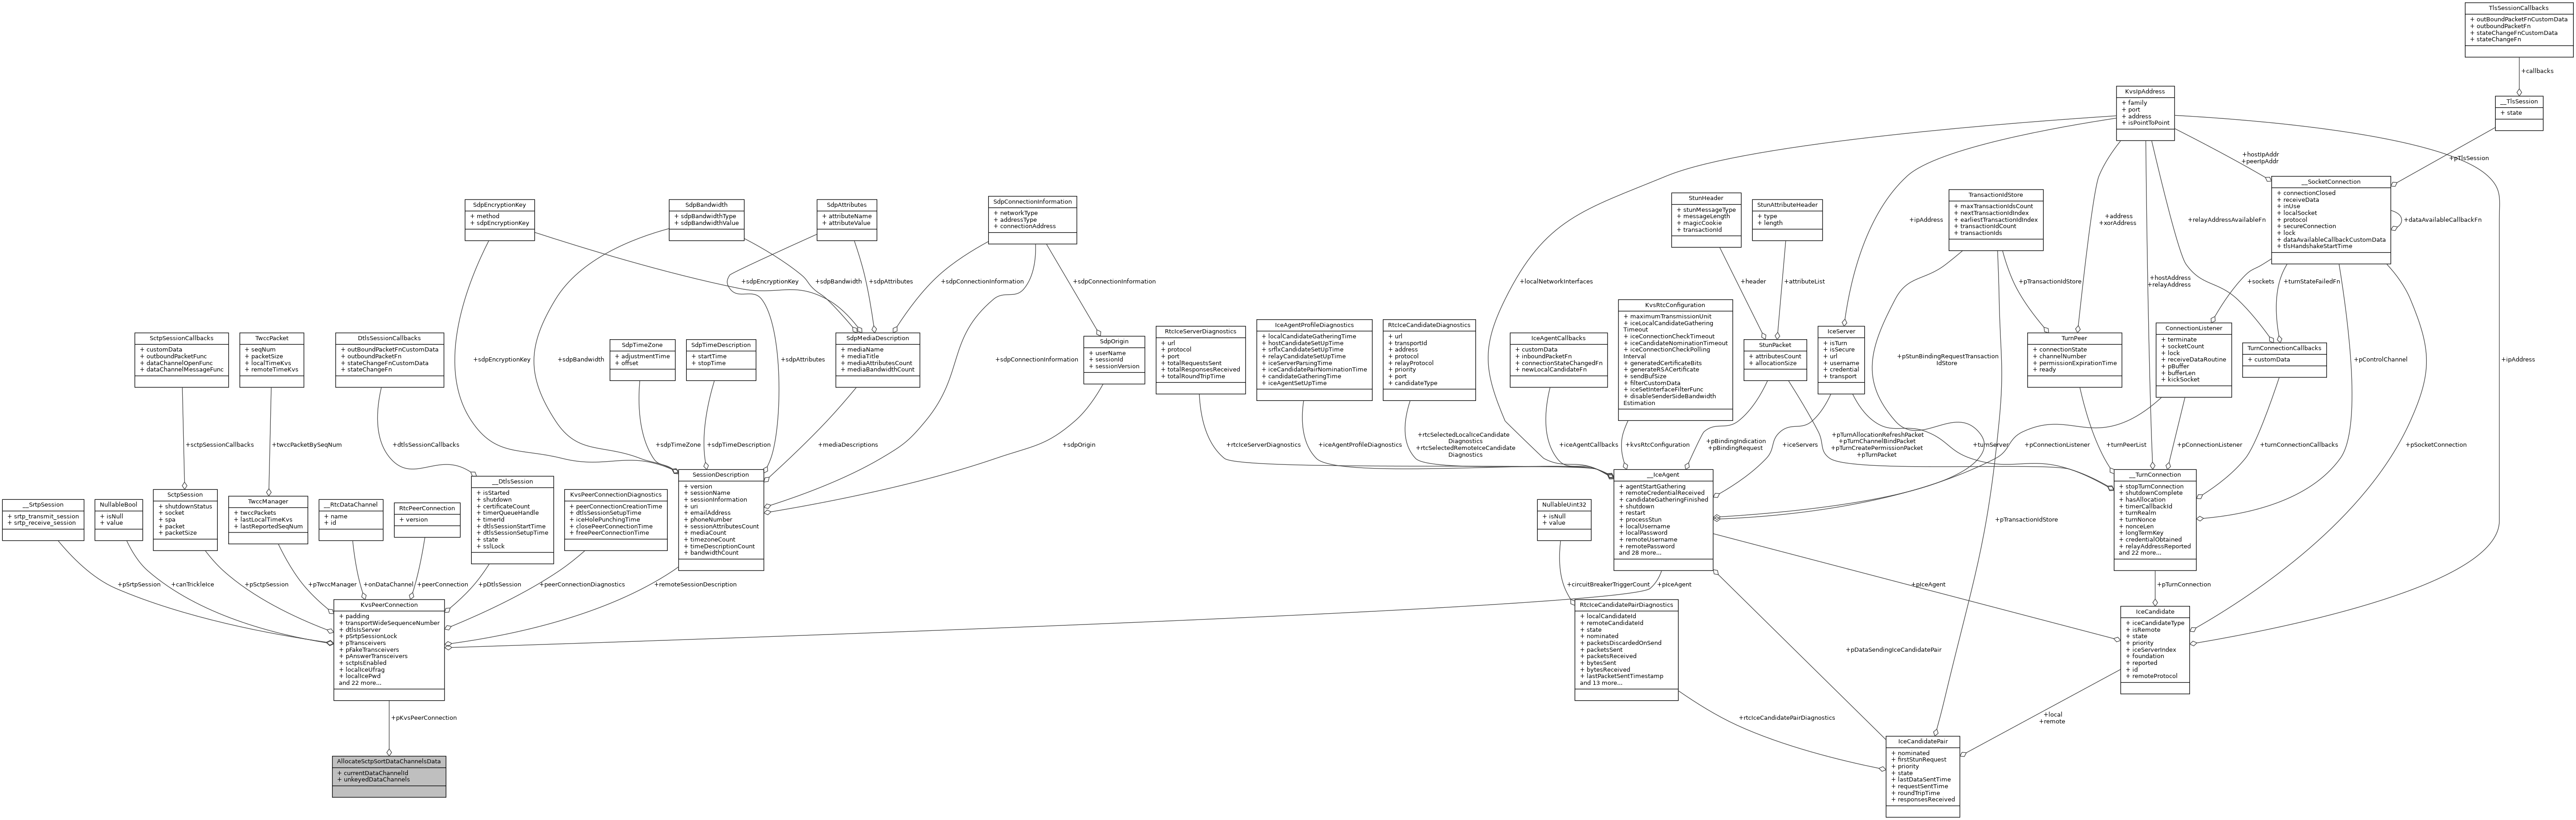 TlsSessionCallbacks
+ outBoundPacketFnCustomData
+ outboundPacketFn
+ stateChangeFnCustomData
+ stateChangeFn
+callbacks
KvsIpAddress
+ family
+ port
+ address
+ isPointToPoint
__TlsSession
+ state
+hostIpAddr
+peerIpAddr
+pTlsSession
__SocketConnection
+ connectionClosed
+ receiveData
+ inUse
+ localSocket
+ protocol
+ secureConnection
+ lock
+ dataAvailableCallbackCustomData
+ tlsHandshakeStartTime
+dataAvailableCallbackFn
SdpEncryptionKey
+ method
+ sdpEncryptionKey
SdpBandwidth
+ sdpBandwidthType
+ sdpBandwidthValue
SdpAttributes
+ attributeName
+ attributeValue
SdpConnectionInformation
+ networkType
+ addressType
+ connectionAddress
StunHeader
+ stunMessageType
+ messageLength
+ magicCookie
+ transactionId
StunAttributeHeader
+ type
+ length
+ipAddress
TransactionIdStore
+ maxTransactionIdsCount
+ nextTransactionIdIndex
+ earliestTransactionIdIndex
+ transactionIdCount
+ transactionIds
+address
+xorAddress
+relayAddressAvailableFn
+sdpEncryptionKey
+sdpBandwidth
+sdpAttributes
+sdpConnectionInformation
+sdpConnectionInformation
+localNetworkInterfaces
+header
+attributeList
+pTransactionIdStore
+hostAddress
+relayAddress
+sockets
+turnStateFailedFn
SctpSessionCallbacks
+ customData
+ outboundPacketFunc
+ dataChannelOpenFunc
+ dataChannelMessageFunc
TwccPacket
+ seqNum
+ packetSize
+ localTimeKvs
+ remoteTimeKvs
DtlsSessionCallbacks
+ outBoundPacketFnCustomData
+ outboundPacketFn
+ stateChangeFnCustomData
+ stateChangeFn
+sdpEncryptionKey
+sdpBandwidth
SdpTimeZone
+ adjustmentTime
+ offset
SdpTimeDescription
+ startTime
+ stopTime
+sdpAttributes
SdpMediaDescription
+ mediaName
+ mediaTitle
+ mediaAttributesCount
+ mediaBandwidthCount
+sdpConnectionInformation
SdpOrigin
+ userName
+ sessionId
+ sessionVersion
RtcIceServerDiagnostics
+ url
+ protocol
+ port
+ totalRequestsSent
+ totalResponsesReceived
+ totalRoundTripTime
IceAgentProfileDiagnostics
+ localCandidateGatheringTime
+ hostCandidateSetUpTime
+ srflxCandidateSetUpTime
+ relayCandidateSetUpTime
+ iceServerParsingTime
+ iceCandidatePairNominationTime
+ candidateGatheringTime
+ iceAgentSetUpTime
RtcIceCandidateDiagnostics
+ url
+ transportId
+ address
+ protocol
+ relayProtocol
+ priority
+ port
+ candidateType
IceAgentCallbacks
+ customData
+ inboundPacketFn
+ connectionStateChangedFn
+ newLocalCandidateFn
KvsRtcConfiguration
+ maximumTransmissionUnit
+ iceLocalCandidateGathering
Timeout
+ iceConnectionCheckTimeout
+ iceCandidateNominationTimeout
+ iceConnectionCheckPolling
Interval
+ generatedCertificateBits
+ generateRSACertificate
+ sendBufSize
+ filterCustomData
+ iceSetInterfaceFilterFunc
+ disableSenderSideBandwidth
Estimation
StunPacket
+ attributesCount
+ allocationSize
IceServer
+ isTurn
+ isSecure
+ url
+ username
+ credential
+ transport
+pStunBindingRequestTransaction
IdStore
TurnPeer
+ connectionState
+ channelNumber
+ permissionExpirationTime
+ ready
ConnectionListener
+ terminate
+ socketCount
+ lock
+ receiveDataRoutine
+ pBuffer
+ bufferLen
+ kickSocket
TurnConnectionCallbacks
+ customData
+pControlChannel
+ipAddress
+sctpSessionCallbacks
+twccPacketBySeqNum
+dtlsSessionCallbacks
+sdpTimeZone
+sdpTimeDescription
+mediaDescriptions
+sdpOrigin
+rtcIceServerDiagnostics
+iceAgentProfileDiagnostics
+rtcSelectedLocalIceCandidate
Diagnostics
+rtcSelectedRemoteIceCandidate
Diagnostics
+iceAgentCallbacks
+kvsRtcConfiguration
+pBindingIndication
+pBindingRequest
+iceServers
+pTurnAllocationRefreshPacket
+pTurnChannelBindPacket
+pTurnCreatePermissionPacket
+pTurnPacket
+turnServer
+pConnectionListener
+turnPeerList
+pConnectionListener
+turnConnectionCallbacks
+pSocketConnection
__SrtpSession
+ srtp_transmit_session
+ srtp_receive_session
NullableBool
+ isNull
+ value
SctpSession
+ shutdownStatus
+ socket
+ spa
+ packet
+ packetSize
TwccManager
+ twccPackets
+ lastLocalTimeKvs
+ lastReportedSeqNum
__RtcDataChannel
+ name
+ id
RtcPeerConnection
+ version
__DtlsSession
+ isStarted
+ shutdown
+ certificateCount
+ timerQueueHandle
+ timerId
+ dtlsSessionStartTime
+ dtlsSessionSetupTime
+ state
+ sslLock
KvsPeerConnectionDiagnostics
+ peerConnectionCreationTime
+ dtlsSessionSetupTime
+ iceHolePunchingTime
+ closePeerConnectionTime
+ freePeerConnectionTime
SessionDescription
+ version
+ sessionName
+ sessionInformation
+ uri
+ emailAddress
+ phoneNumber
+ sessionAttributesCount
+ mediaCount
+ timezoneCount
+ timeDescriptionCount
+ bandwidthCount
NullableUint32
+ isNull
+ value
__IceAgent
+ agentStartGathering
+ remoteCredentialReceived
+ candidateGatheringFinished
+ shutdown
+ restart
+ processStun
+ localUsername
+ localPassword
+ remoteUsername
+ remotePassword
and 28 more...
+pTransactionIdStore
__TurnConnection
+ stopTurnConnection
+ shutdownComplete
+ hasAllocation
+ timerCallbackId
+ turnRealm
+ turnNonce
+ nonceLen
+ longTermKey
+ credentialObtained
+ relayAddressReported
and 22 more...
+pSrtpSession
+canTrickleIce
+pSctpSession
+pTwccManager
+onDataChannel
+peerConnection
+pDtlsSession
+peerConnectionDiagnostics
+remoteSessionDescription
+circuitBreakerTriggerCount
+pIceAgent
+pIceAgent
+pTurnConnection
KvsPeerConnection
+ padding
+ transportWideSequenceNumber
+ dtlsIsServer
+ pSrtpSessionLock
+ pTransceivers
+ pFakeTransceivers
+ pAnswerTransceivers
+ sctpIsEnabled
+ localIceUfrag
+ localIcePwd
and 22 more...
RtcIceCandidatePairDiagnostics
+ localCandidateId
+ remoteCandidateId
+ state
+ nominated
+ packetsDiscardedOnSend
+ packetsSent
+ packetsReceived
+ bytesSent
+ bytesReceived
+ lastPacketSentTimestamp
and 13 more...
+pDataSendingIceCandidatePair
IceCandidate
+ iceCandidateType
+ isRemote
+ state
+ priority
+ iceServerIndex
+ foundation
+ reported
+ id
+ remoteProtocol
+pKvsPeerConnection
+rtcIceCandidatePairDiagnostics
+local
+remote
AllocateSctpSortDataChannelsData
+ currentDataChannelId
+ unkeyedDataChannels
IceCandidatePair
+ nominated
+ firstStunRequest
+ priority
+ state
+ lastDataSentTime
+ requestSentTime
+ roundTripTime
+ responsesReceived